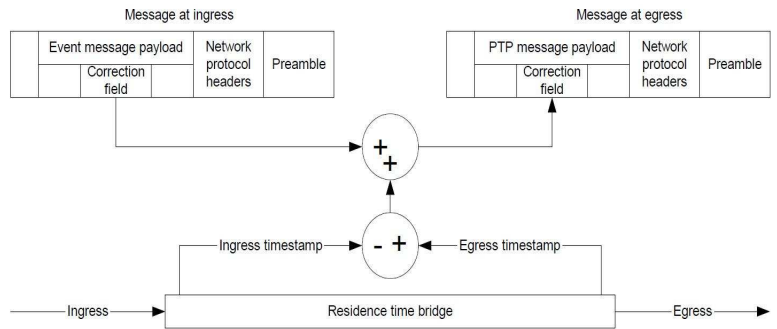 Message at ingress
Message at egress
Event message payload
Correction
field
Network
protocol
headers
Preamble
PTP message payload
Correction
field
Network
protocol
headers
Preamble
+
+
- +
Ingress timestamp
Egress timestamp
Ingress
Residence time bridge
Egress